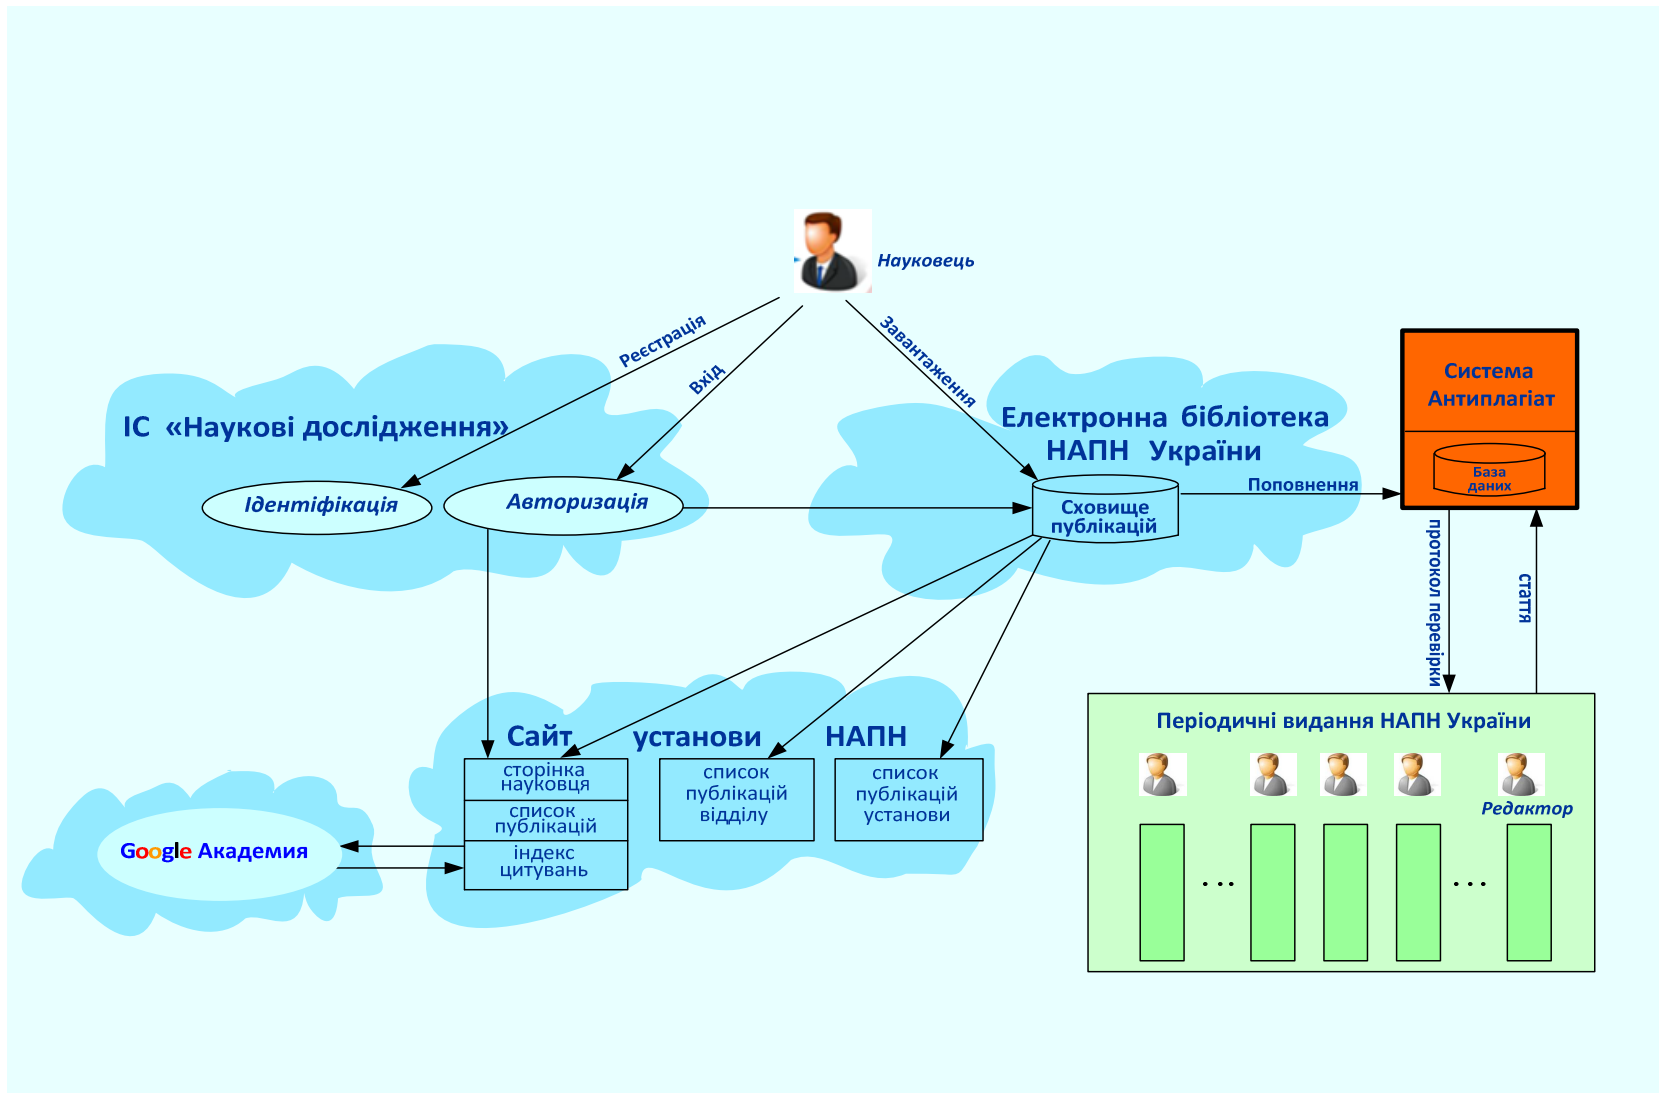 Науковець
Реєстрація
Вхід
Завантаження
ІС «Наукові дослідження»
Ідентифікація
Авторизація
Електронна бібліотека
НАПН України
Сховище
публікацій
Поповнення
Система
Антиплагіат
База
даних
протокол перевірки
стаття
Сайт установи НАПН
сторінка
науковця
список
публікацій
індекс
цитувань
список
публікацій
відділу
список
публікацій
установи
Google Академия
Періодичні видання НАПН України
Редактор
. . .
. . .